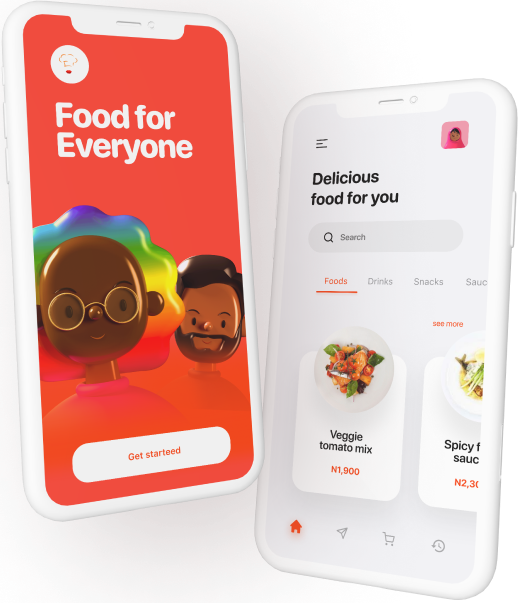 Food for
Everyone
Get starteed
Delicious
food for you
Search
Foods
Drinks
Snacks
Sauc
see more
Veggie
tomato mix
N1,900
Spicy f
sauc
N2,30